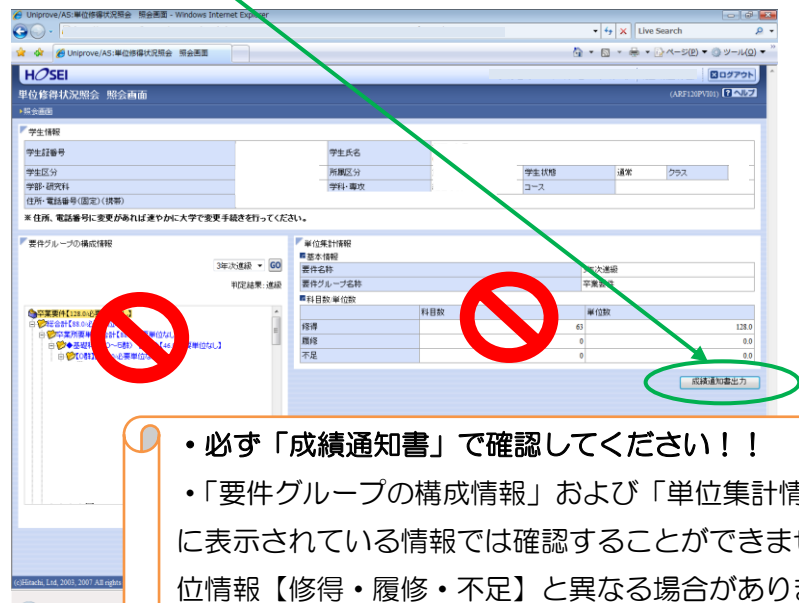 Uniprove/AS:単位修得状況照会 照会画面 - Windows Internet Explorer
Live Search
Uniprove/AS:単位修得状況照会 照会画面
ページ(P) ツール(O)
HOSEI
ログアウト
単位修得状況照会 照会画面
(ARF120PVI01) ヘルプ
▸照会画面
学生情報
学生証番号 学生氏名
学生区分 所属区分 学生状態 通常 クラス
学部・研究科 学科・専攻 コース
住所・電話番号(固定)(携帯)
※住所、電話番号に変更があれば速やかに大学で変更手続きを行ってください。
要件グループの構成情報
3年次進級 GO
判定結果:進級
卒業要件【128.0
単位集計情報
基本情報
要件名称 3年次進級
要件グループ名称
科目数・単位数
科目数 単位数
修得 63 128.0
履修 0 0.0
不足 0 0.0
成績通知書出力
・必ず「成績通知書」で確認してください!!
・「要件グループの構成情報」および「単位集計情
に表示されている情報では確認することができませ
位情報【修得・履修・不足】と異なる場合がありま
(c)Hitachi, Ltd, 2003, 2007 All rights